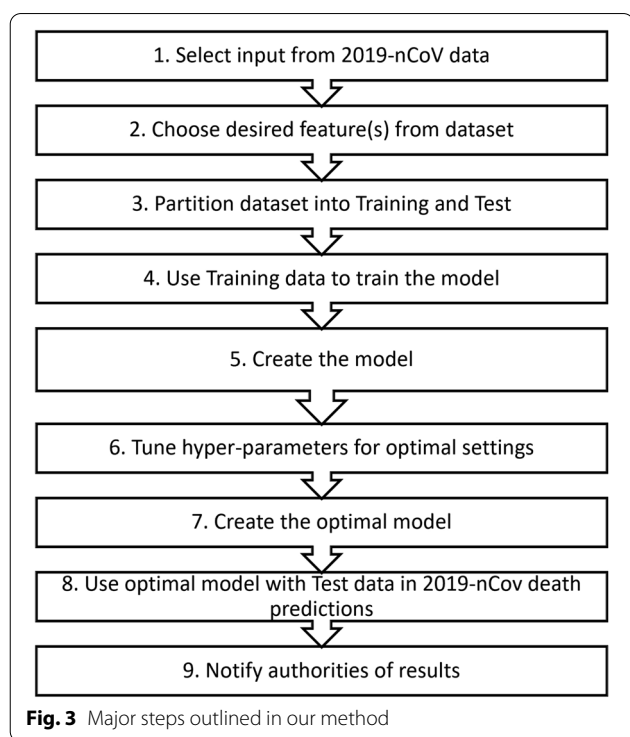 1. Select input from 2019-nCoV data
2. Choose desired feature(s) from dataset
3. Partition dataset into Training and Test
4. Use Training data to train the model
5. Create the model
6. Tune hyper-parameters for optimal settings
7. Create the optimal model
8. Use optimal model with Test data in 2019-nCov death
predictions
9. Notify authorities of results
Fig. 3 Major steps outlined in our method